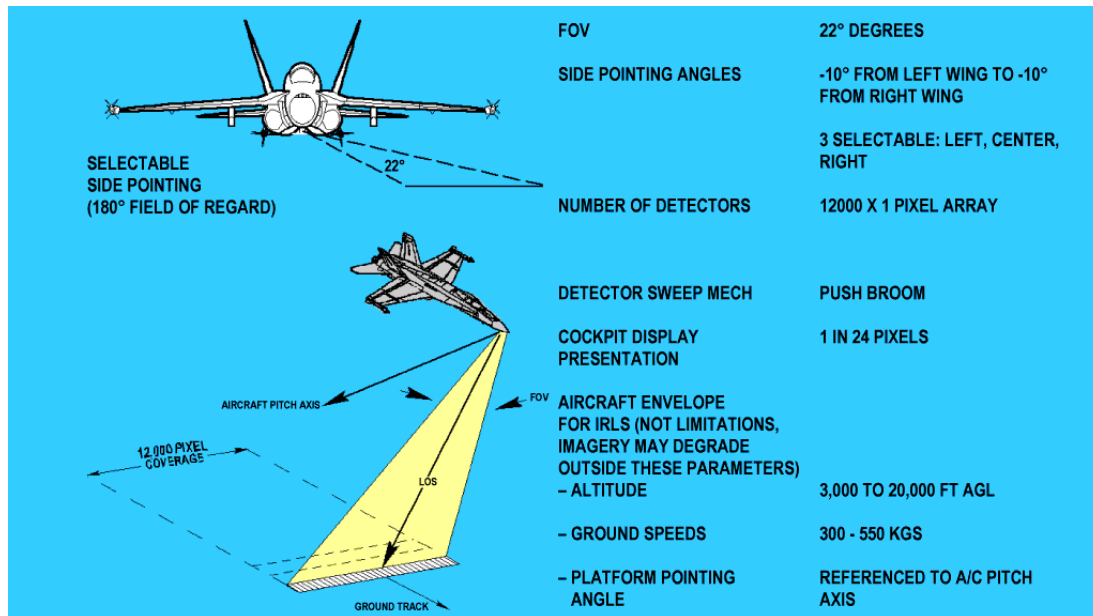 FOV
22° DEGREES
SIDE POINTING ANGLES
-10° FROM LEFT WING TO -10°
FROM RIGHT WING
3 SELECTABLE: LEFT, CENTER,
RIGHT
22°
SELECTABLE
SIDE POINTING
(180° FIELD OF REGARD)
NUMBER OF DETECTORS
12000 X 1 PIXEL ARRAY
DETECTOR SWEEP MECH
PUSH BROOM
COCKPIT DISPLAY
PRESENTATION
1 IN 24 PIXELS
AIRCRAFT PITCH AXIS
FOV
12,000 PIXEL
COVERAGE
LOS
GROUND TRACK
AIRCRAFT ENVELOPE
FOR IRLS (NOT LIMITATIONS,
IMAGERY MAY DEGRADE
OUTSIDE THESE PARAMETERS)
– ALTITUDE
3,000 TO 20,000 FT AGL
– GROUND SPEEDS
300 - 550 KGS
– PLATFORM POINTING
ANGLE
REFERENCED TO A/C PITCH
AXIS